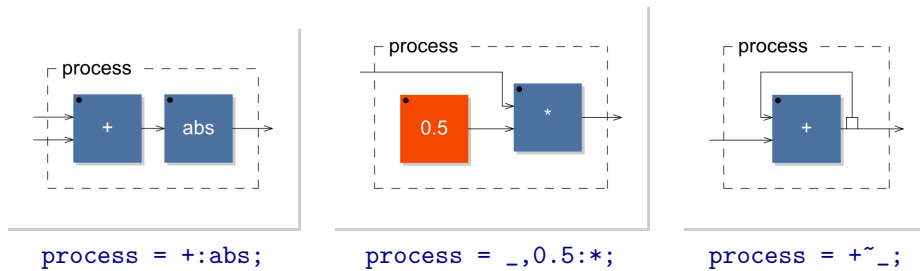 process
+
abs
process = +:abs;
process
0.5
*
process = _,0.5:*;
process
+
process = +~_;